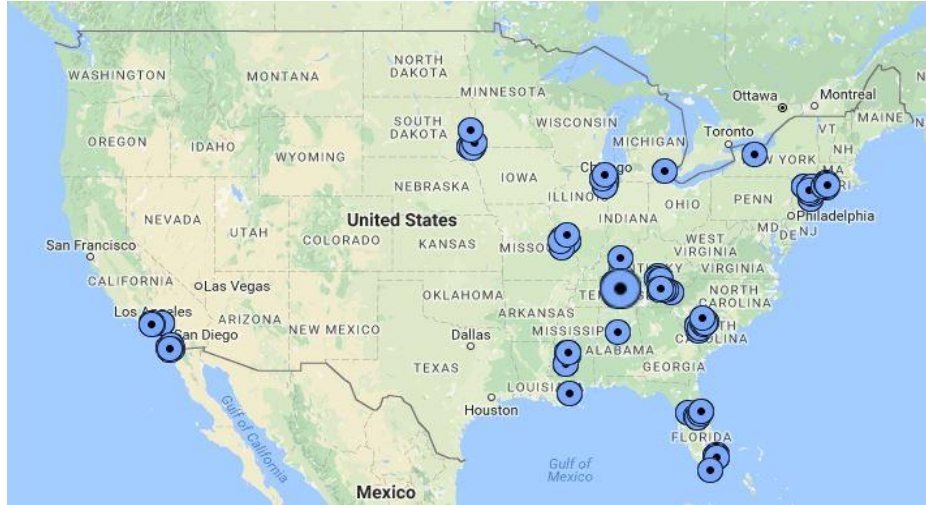 NORTH
DAKOTA
WASHINGTON
MONTANA
MINNESOTA
Ottawa
Montreal
MAINE
SOUTH
DAKOTA
WISCONSIN
MICHIGAN
Toronto
VT
NH
OREGON
IDAHO
WYOMING
NEW YORK
MA
RI
IOWA
NEBRASKA
ILLINOIS
INDIANA
OHIO
PENN
Philadelphia
NEVADA
UTAH
COLORADO
United States
KANSAS
MD
DE
NJ
WEST
VIRGINIA
VIRGINIA
San Francisco
CALIFORNIA
Las Vegas
OKLAHOMA
NORTH
CAROLINA
ARKANSAS
Los Angeles
San Diego
ARIZONA
NEW MEXICO
Dallas
MISSISSIPPI
ALABAMA
TEXAS
GEORGIA
Houston
Gulf of California
FLORIDA
Gulf of
Mexico
Mexico